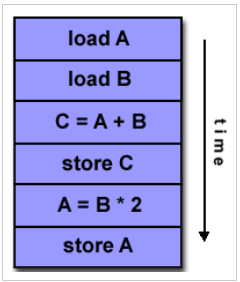 load A
load B
C = A + B
store C
A = B * 2
store A
time